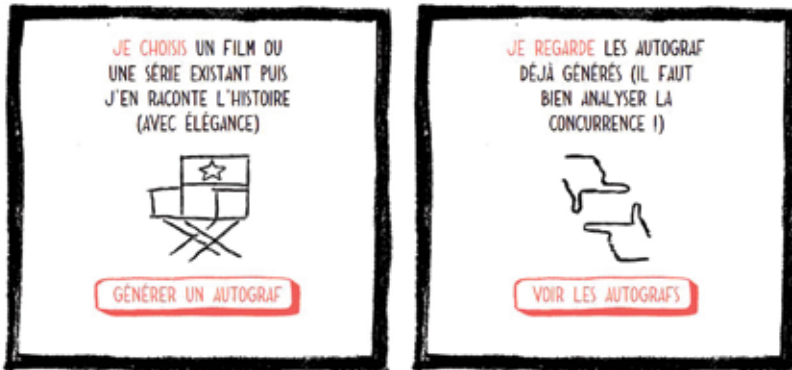 JE CHOISIS UN FILM OU
UNE SÉRIE EXISTANT PUIS
J'EN RACONTE L'HISTOIRE
(AVEC ÉLÉGANCE)
GÉNÉRER UN AUTOGRAF
JE REGARDE LES AUTOGRAF
DÉJÀ GÉNÉRÉS (IL FAUT
BIEN ANALYSER LA
CONCURRENCE !)
VOIR LES AUTOGRAFS